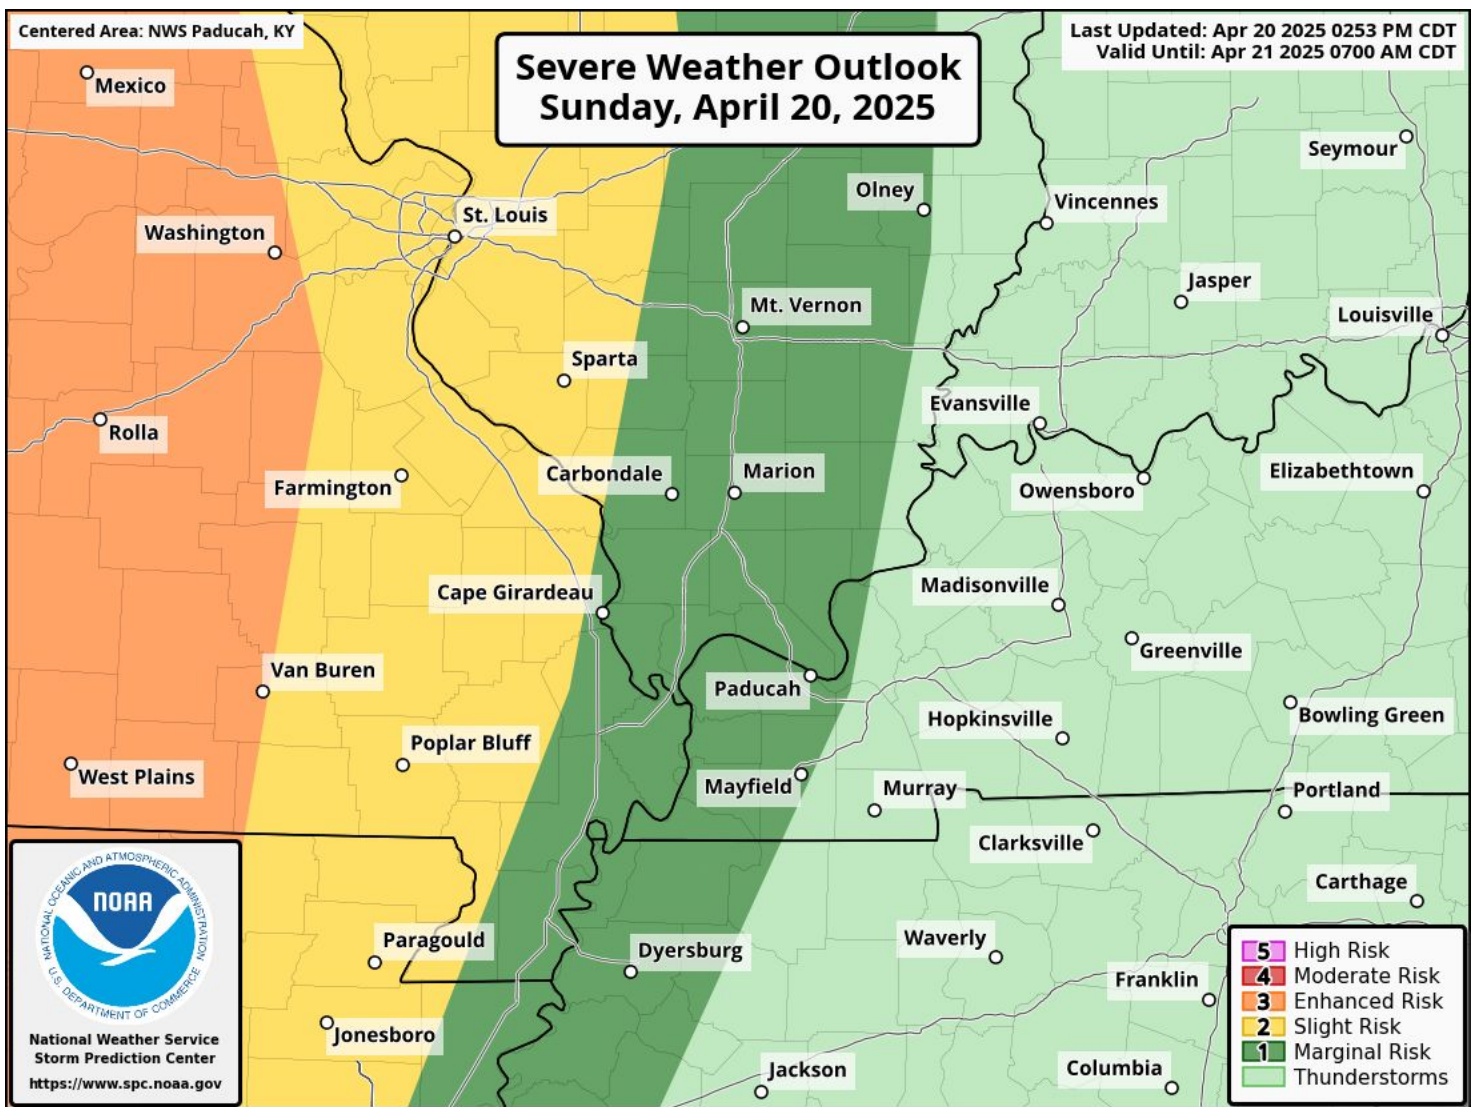 Centered Area: NWS Paducah, KY
Severe Weather Outlook
Sunday, April 20, 2025
Last Updated: Apr 20 2025 0253 PM CDT
Valid Until: Apr 21 2025 0700 AM CDT
Mexico
Seymour
Olney
Vincennes
St. Louis
Washington
Jasper
Mt. Vernon
Louisville
Sparta
Evansville
Rolla
Carbondale
Marion
Elizabethtown
Farmington
Owensboro
Cape Girardeau
Madisonville
Greenville
Van Buren
Paducah
Hopkinsville
Bowling Green
Poplar Bluff
West Plains
Mayfield
Murray
Portland
Clarksville
Carthage
Paragould
Dyersburg
Waverly
Franklin
Jonesboro
Jackson
Columbia
NATIONAL OCEANIC AND ATMOSPHERIC ADMINISTRATION
NOAA
U.S. DEPARTMENT OF COMMERCE
National Weather Service
Storm Prediction Center
https://www.spc.noaa.gov
5 High Risk
4 Moderate Risk
3 Enhanced Risk
2 Slight Risk
1 Marginal Risk
Thunderstorms